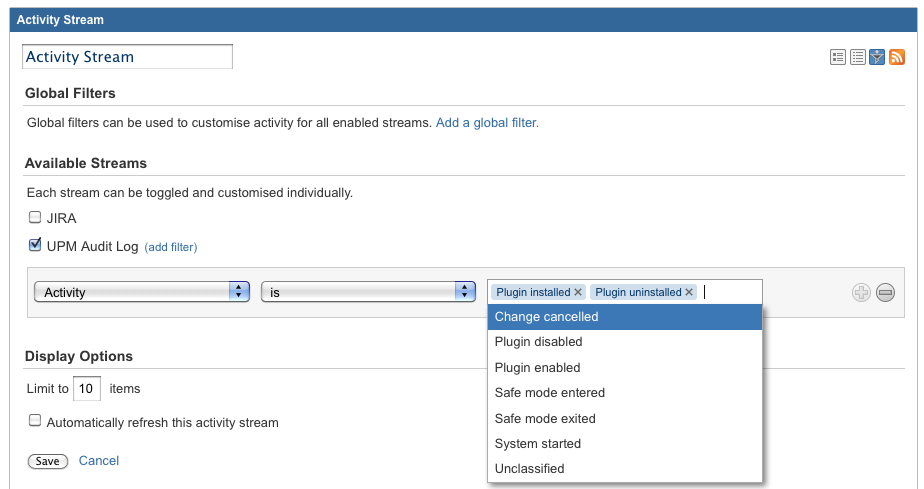 Activity Stream
Activity Stream
Global Filters
Global filters can be used to customise activity for all enabled streams. Add a global filter.
Available Streams
Each stream can be toggled and customised individually.
JIRA
UPM Audit Log (add filter)
Activity is Plugin installed × Plugin uninstalled ×
Change cancelled
Plugin disabled
Plugin enabled
Safe mode entered
Safe mode exited
System started
Unclassified
Display Options
Limit to 10 items
Automatically refresh this activity stream
Save Cancel